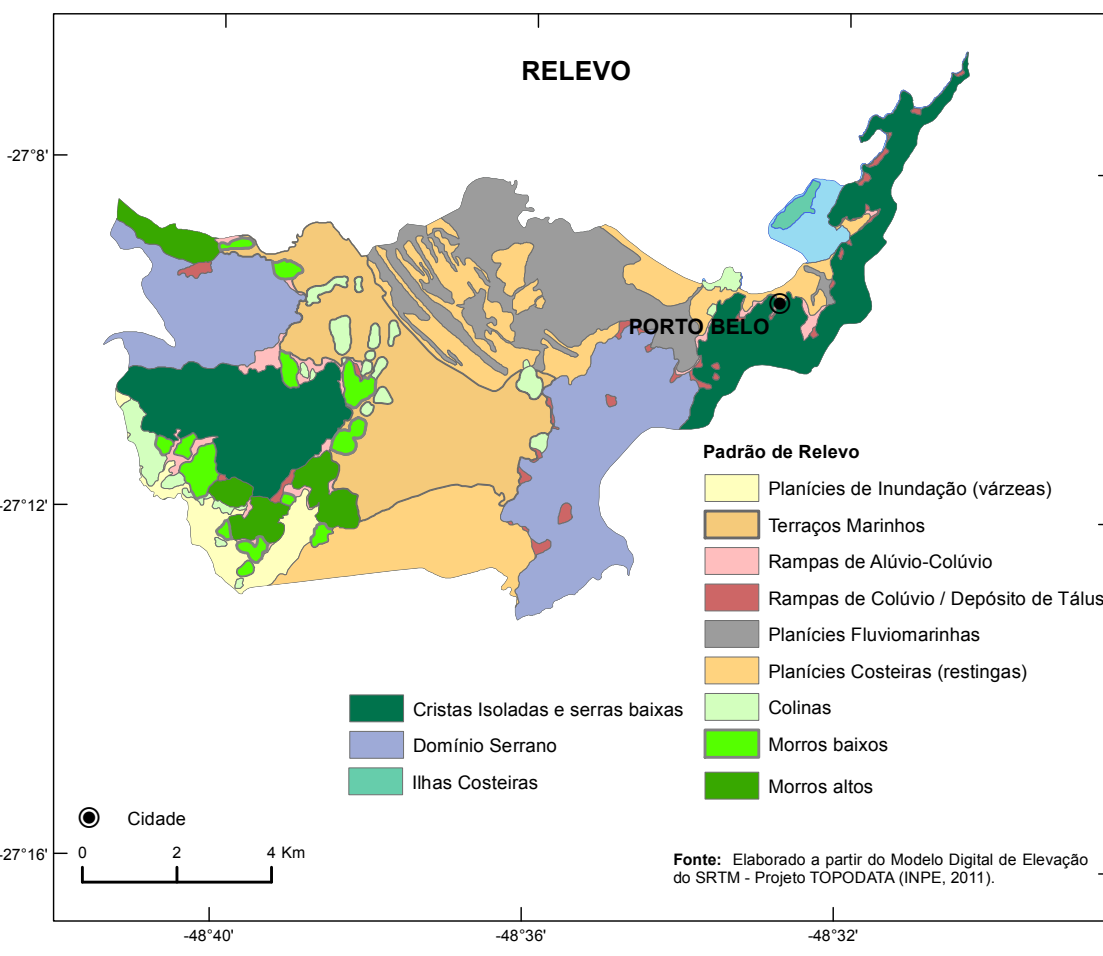 RELEVO
-27°8'
PORTO BELO
Padrão de Relevo
Planícies de Inundação (várzeas)
-27°12'
Terraços Marinhos
Rampas de Alúvio-Colúvio
Rampas de Colúvio / Depósito de Tálus
Planícies Fluviomarinhas
Planícies Costeiras (restingas)
Cristas Isoladas e serras baixas
Colinas
Domínio Serrano
Morros baixos
Ilhas Costeiras
Morros altos
Cidade
0 2 4 Km
-27°16'
Fonte: Elaborado a partir do Modelo Digital de Elevação
do SRTM - Projeto TOPODATA (INPE, 2011).
-48°40' -48°36' -48°32'